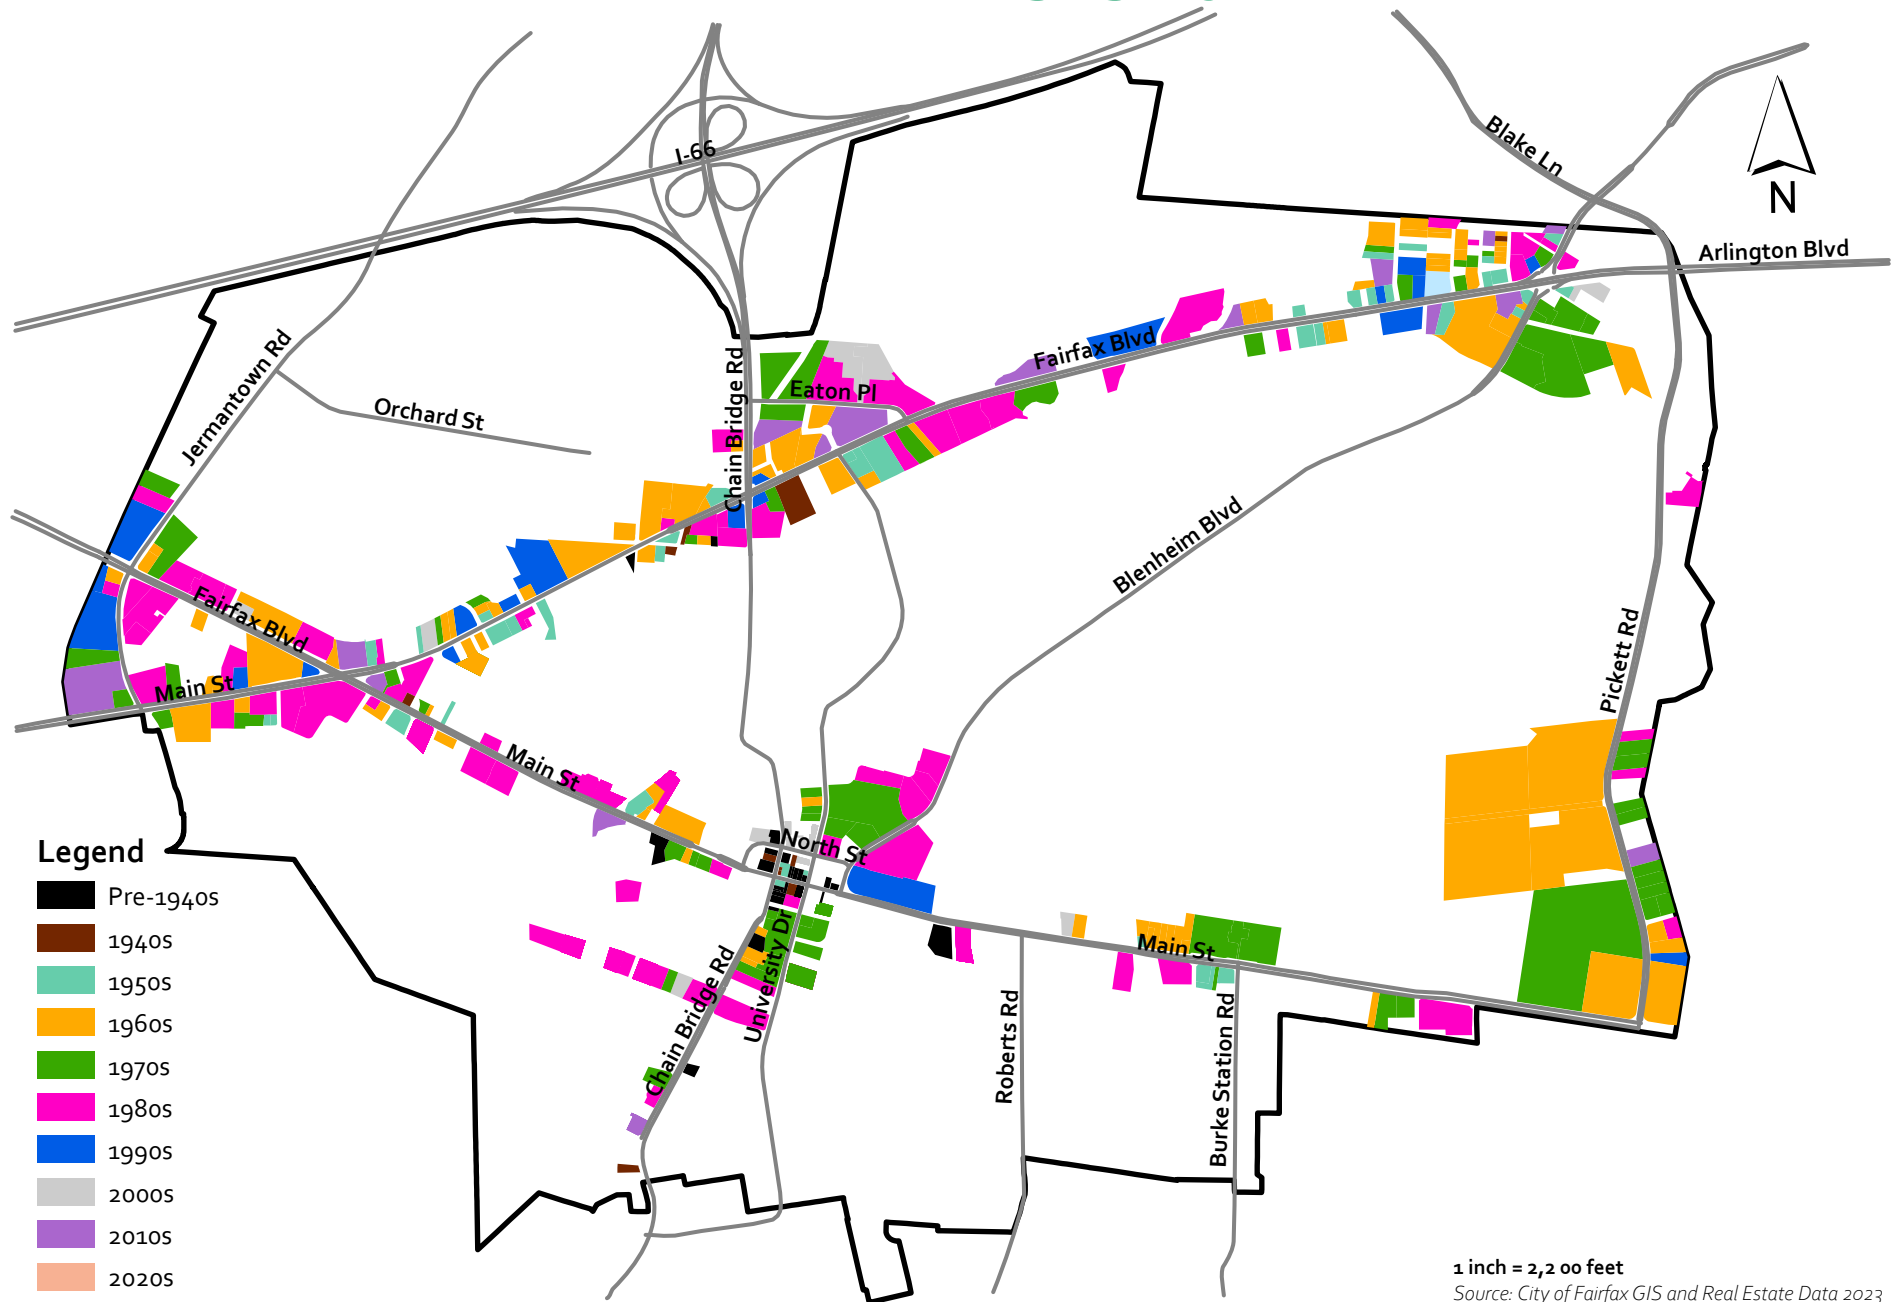 I-66
Blake Ln
N
Arlington Blvd
Jermantown Rd
Orchard St
Chain Bridge Rd
Eaton Pl
Fairfax Blvd
Blenheim Blvd
Fairfax Blvd
Main St
Main St
Pickett Rd
North St
Main St
Chain Bridge Rd
University Dr
Roberts Rd
Burke Station Rd
Legend
Pre-1940s
1940s
1950s
1960s
1970s
1980s
1990s
2000s
2010s
2020s
1 inch = 2,2 00 feet
Source: City of Fairfax GIS and Real Estate Data 2023